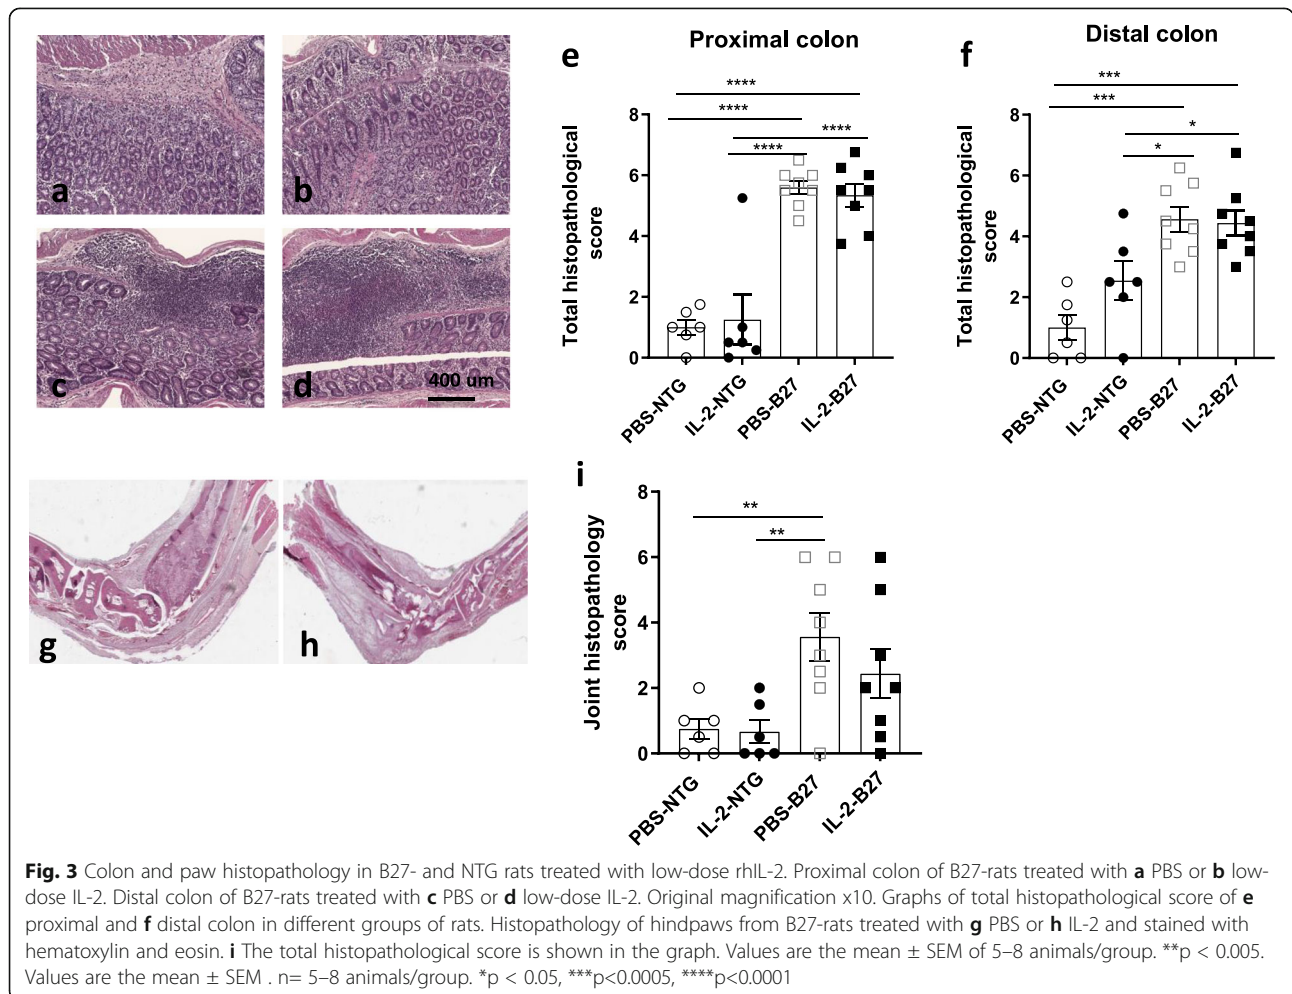 a
b
c
d
400 um
e
Proximal colon
****
****
****
****
Total histopathological
score
8
6
4
2
0
PBS-NTG
IL-2-NTG
PBS-B27
IL-2-B27
f
Distal colon
***
***
*
*
Total histopathological
score
8
6
4
2
0
PBS-NTG
IL-2-NTG
PBS-B27
IL-2-B27
g
h
i
**
**
Joint histopathology
score
8
6
4
2
0
PBS-NTG
IL-2-NTG
PBS-B27
IL-2-B27
Fig. 3 Colon and paw histopathology in B27- and NTG rats treated with low-dose rhIL-2. Proximal colon of B27-rats treated with a PBS or b low-
dose IL-2. Distal colon of B27-rats treated with c PBS or d low-dose IL-2. Original magnification x10. Graphs of total histopathological score of e
proximal and f distal colon in different groups of rats. Histopathology of hindpaws from B27-rats treated with g PBS or h IL-2 and stained with
hematoxylin and eosin. i The total histopathological score is shown in the graph. Values are the mean ± SEM of 5–8 animals/group. **p < 0.005.
Values are the mean ± SEM . n= 5–8 animals/group. *p < 0.05, ***p<0.0005, ****p<0.0001